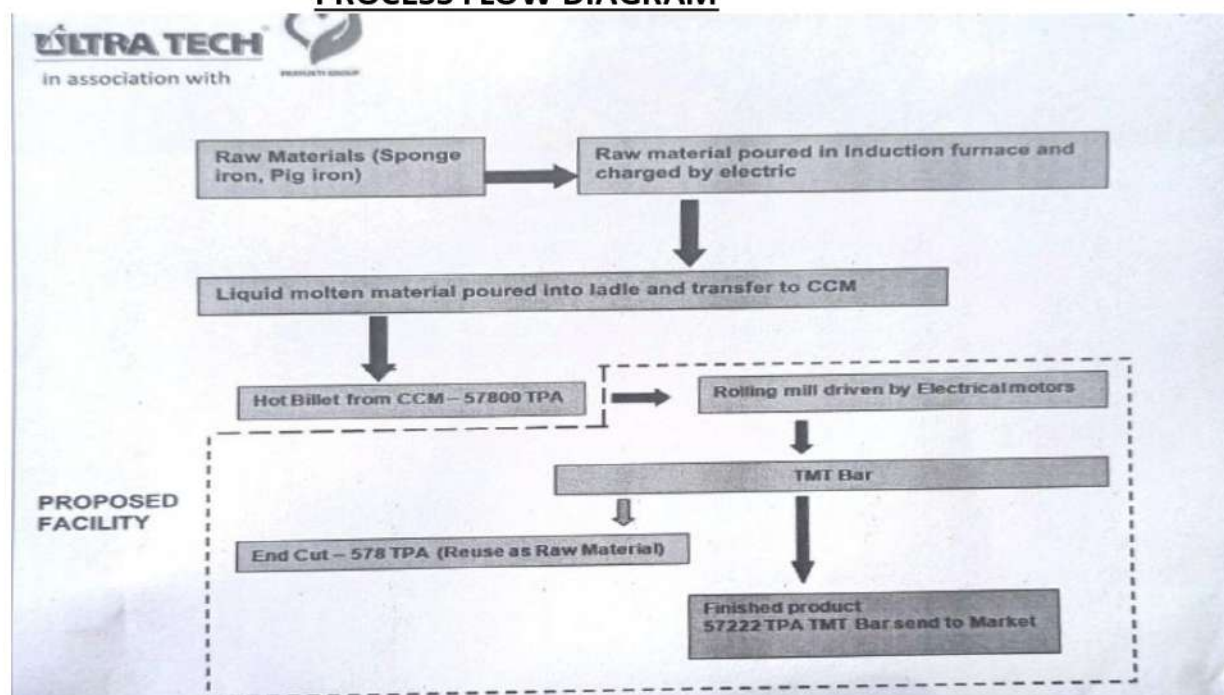 PROCESS FLOW DIAGRAM
ULTRA TECH
in association with
Raw Materials (Sponge
iron, Pig iron)
Raw material poured in Induction furnace and
charged by electric
Liquid molten material poured into ladle and transfer to CCM
Hot Billet from CCM – 57800 TPA
Rolling mill driven by Electrical motors
TMT Bar
PROPOSED
FACILITY
End Cut – 578 TPA (Reuse as Raw Material)
Finished product
57222 TPA TMT Bar send to Market